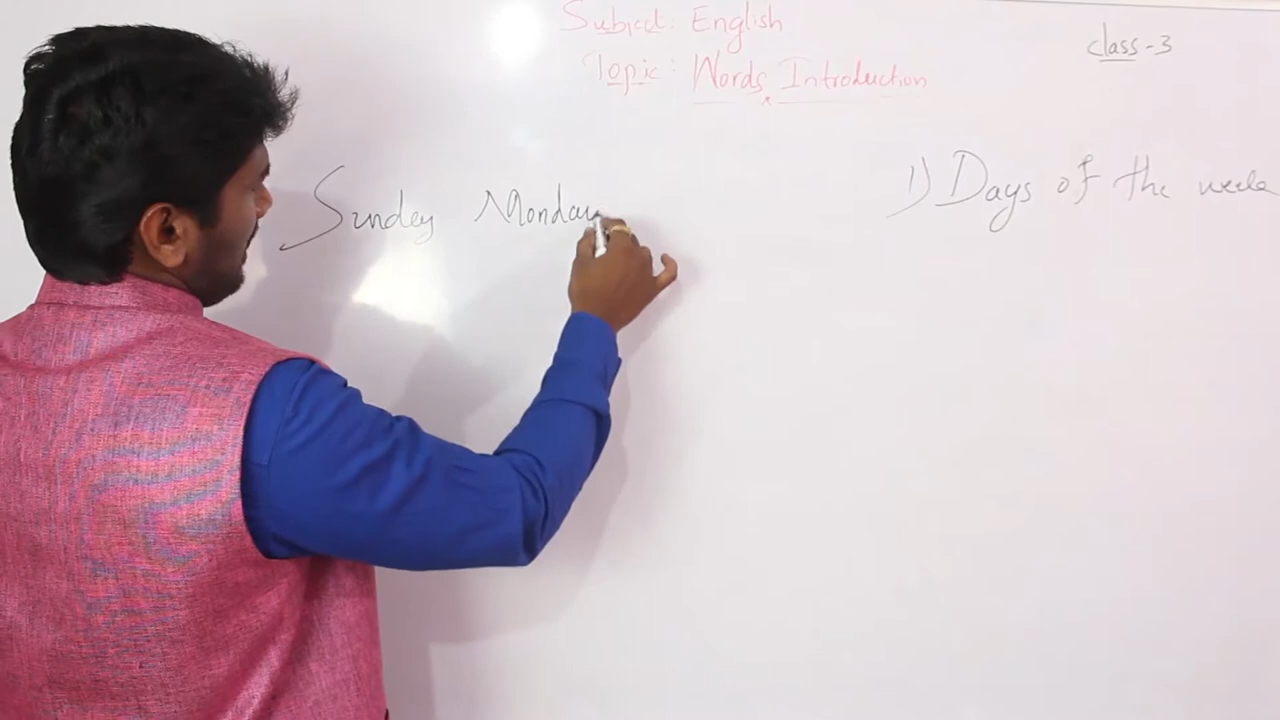 Subject: English
class-3
Topic: Words Introduction
Sunday Monday
1) Days of the week